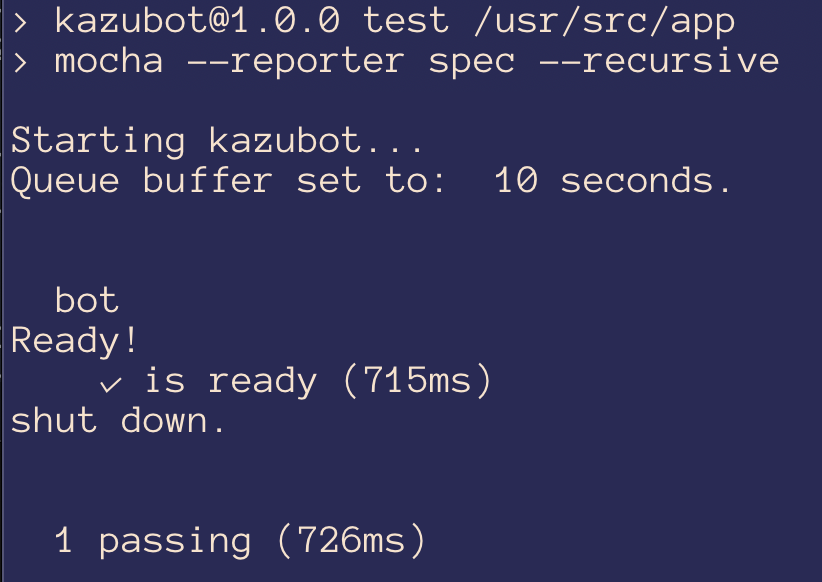 > kazubot@1.0.0 test /usr/src/app
> mocha --reporter spec --recursive
Starting kazubot...
Queue buffer set to:  10 seconds.
bot
Ready!
✓ is ready (715ms)
shut down.
1 passing (726ms)